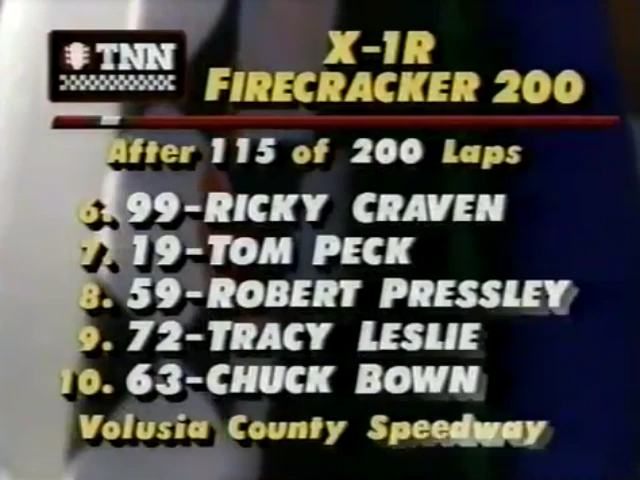 TNN
X-1R
FIRECRACKER 200
After 115 of 200 Laps
6. 99-RICKY CRAVEN
7. 19-TOM PECK
8. 59-ROBERT PRESSLEY
9. 72-TRACY LESLIE
10. 63-CHUCK BOWN
Volusia County Speedway